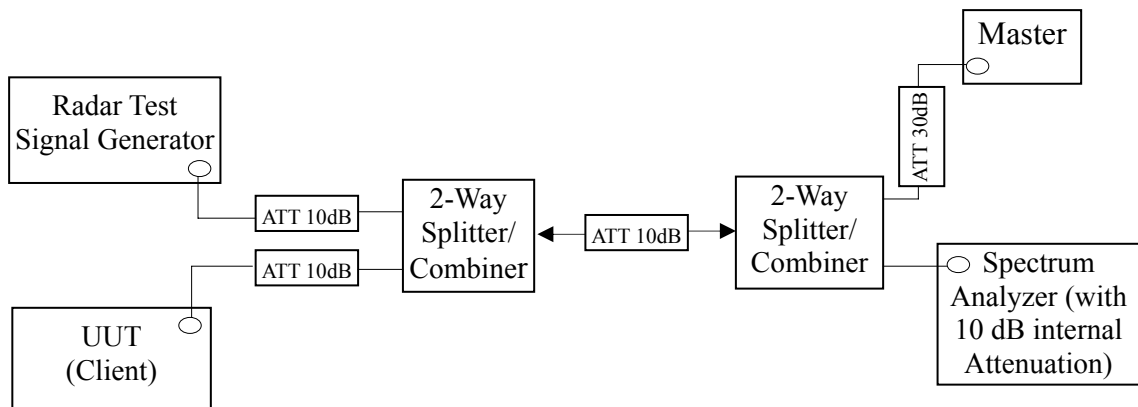 Radar Test
Signal Generator
ATT 10dB
ATT 10dB
UUT
(Client)
2-Way
Splitter/
Combiner
ATT 10dB
2-Way
Splitter/
Combiner
ATT 30dB
Master
Spectrum
Analyzer (with
10 dB internal
Attenuation)